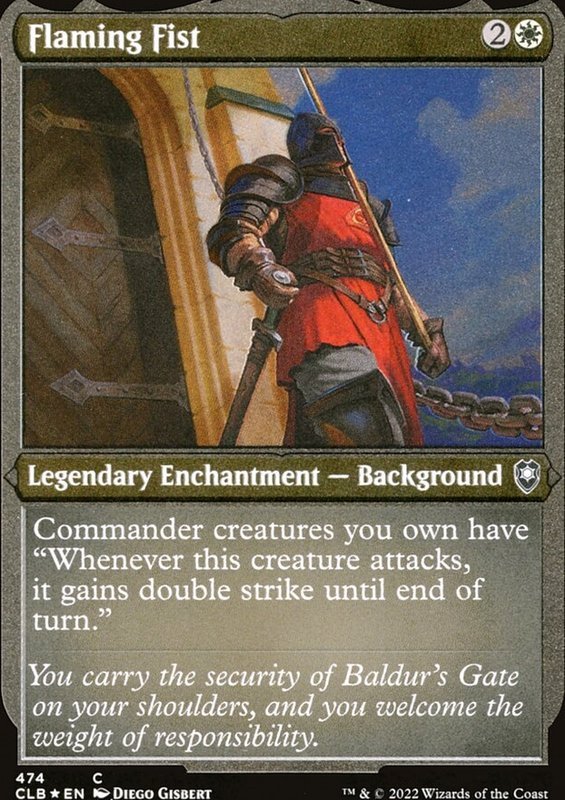 Flaming Fist 2
Legendary Enchantment — Background
Commander creatures you own have
“Whenever this creature attacks,
it gains double strike until end of
turn.”
You carry the security of Baldur’s Gate
on your shoulders, and you welcome the
weight of responsibility.
474 C
CLB ★ EN Diego Gisbert ™ & © 2022 Wizards of the Coast